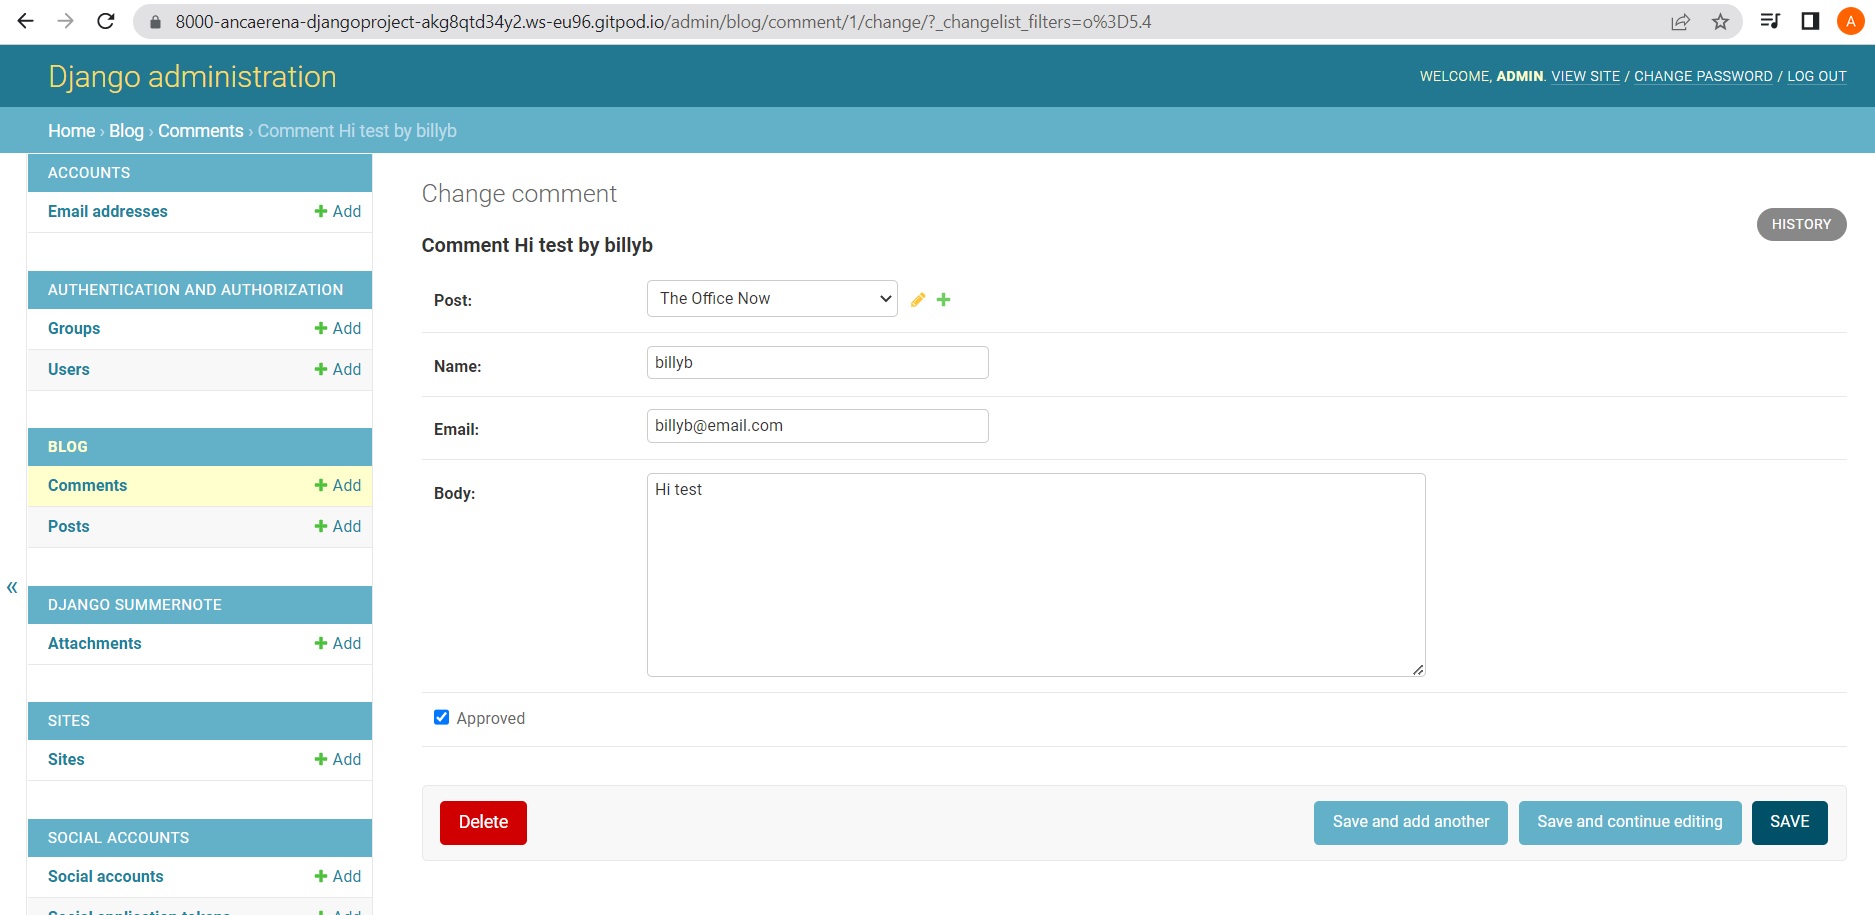 8000-ancaerena-djangoproject-akg8qtd34y2.ws-eu96.gitpod.io/admin/blog/comment/1/change/?_changelist_filters=o%3D5.4
A
Django administration
WELCOME, ADMIN. VIEW SITE / CHANGE PASSWORD / LOG OUT
Home › Blog › Comments › Comment Hi test by billyb
ACCOUNTS
Email addresses + Add
AUTHENTICATION AND AUTHORIZATION
Groups + Add
Users + Add
BLOG
Comments + Add
Posts + Add
«
DJANGO SUMMERNOTE
Attachments + Add
SITES
Sites + Add
SOCIAL ACCOUNTS
Social accounts + Add
Social application tokens + Add
Change comment
HISTORY
Comment Hi test by billyb
Post: The Office Now
Name: billyb
Email: billyb@email.com
Body: Hi test
Approved
Delete
Save and add another
Save and continue editing
SAVE